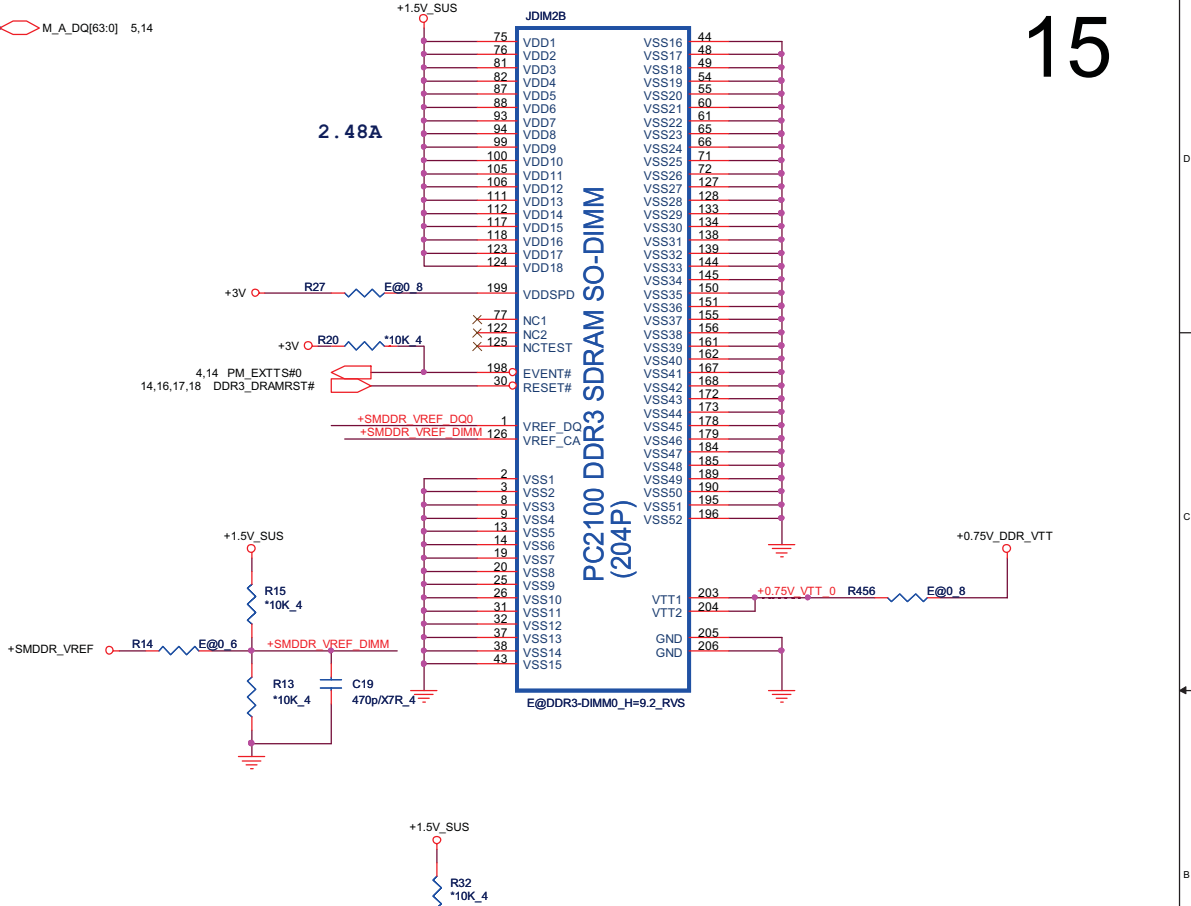 M_A_DQ[63:0] 5,14
+1.5V_SUS
JDIM2B
15
2.48A
75 VDD1
76 VDD2
81 VDD3
82 VDD4
87 VDD5
88 VDD6
93 VDD7
94 VDD8
99 VDD9
100 VDD10
105 VDD11
106 VDD12
111 VDD13
112 VDD14
117 VDD15
118 VDD16
123 VDD17
124 VDD18
+3V R27 E@0_8 199 VDDSPD
77 NC1
122 NC2
125 NCTEST
+3V R20 *10K_4
4,14 PM_EXTTS#0 198 EVENT#
14,16,17,18 DDR3_DRAMRST# 30 RESET#
+SMDDR_VREF_DQ0 1 VREF_DQ
+SMDDR_VREF_DIMM 126 VREF_CA
2 VSS1
3 VSS2
8 VSS3
9 VSS4
13 VSS5
14 VSS6
19 VSS7
20 VSS8
25 VSS9
26 VSS10
31 VSS11
32 VSS12
37 VSS13
38 VSS14
43 VSS15
PC2100 DDR3 SDRAM SO-DIMM
(204P)
VSS16 44
VSS17 48
VSS18 49
VSS19 54
VSS20 55
VSS21 60
VSS22 61
VSS23 65
VSS24 66
VSS25 71
VSS26 72
VSS27 127
VSS28 128
VSS29 133
VSS30 134
VSS31 138
VSS32 139
VSS33 144
VSS34 145
VSS35 150
VSS36 151
VSS37 155
VSS38 156
VSS39 161
VSS40 162
VSS41 167
VSS42 168
VSS43 172
VSS44 173
VSS45 178
VSS46 179
VSS47 184
VSS48 185
VSS49 189
VSS50 190
VSS51 195
VSS52 196
VTT1 203
VTT2 204
GND 205
GND 206
+0.75V_VTT_0 R456 E@0_8
+0.75V_DDR_VTT
E@DDR3-DIMM0_H=9.2_RVS
+1.5V_SUS
R15
*10K_4
+SMDDR_VREF R14 E@0_6 +SMDDR_VREF_DIMM
R13
*10K_4
C19
470p/X7R_4
+1.5V_SUS
R32
*10K_4
D
C
B